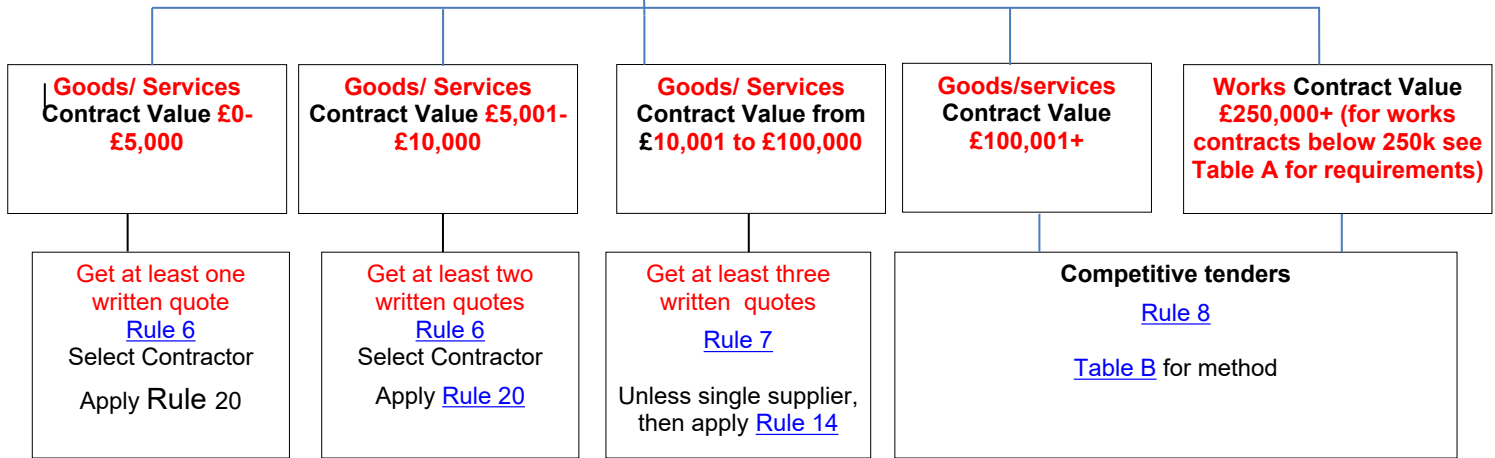 Goods/ Services
Contract Value £0-
£5,000
Goods/ Services
Contract Value £5,001-
£10,000
Goods/ Services
Contract Value from
£10,001 to £100,000
Goods/services
Contract Value
£100,001+
Works Contract Value
£250,000+ (for works
contracts below 250k see
Table A for requirements)
Get at least one
written quote
Rule 6
Select Contractor
Apply Rule 20
Get at least two
written quotes
Rule 6
Select Contractor
Apply Rule 20
Get at least three
written quotes
Rule 7
Unless single supplier,
then apply Rule 14
Competitive tenders
Rule 8
Table B for method